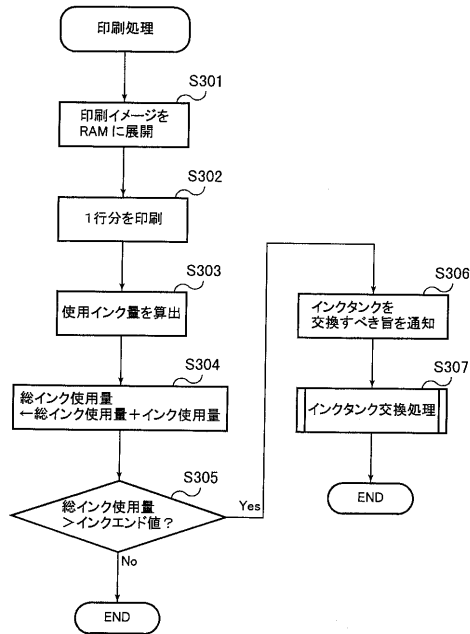 印刷処理
S301
印刷イメージを
RAMに展開
S302
1行分を印刷
S303
使用インク量を算出
S304
総インク使用量
←総インク使用量+インク使用量
S305
総インク使用量
>インクエンド値?
Yes
No
END
S306
インクタンクを
交換すべき旨を通知
S307
インクタンク交換処理
END